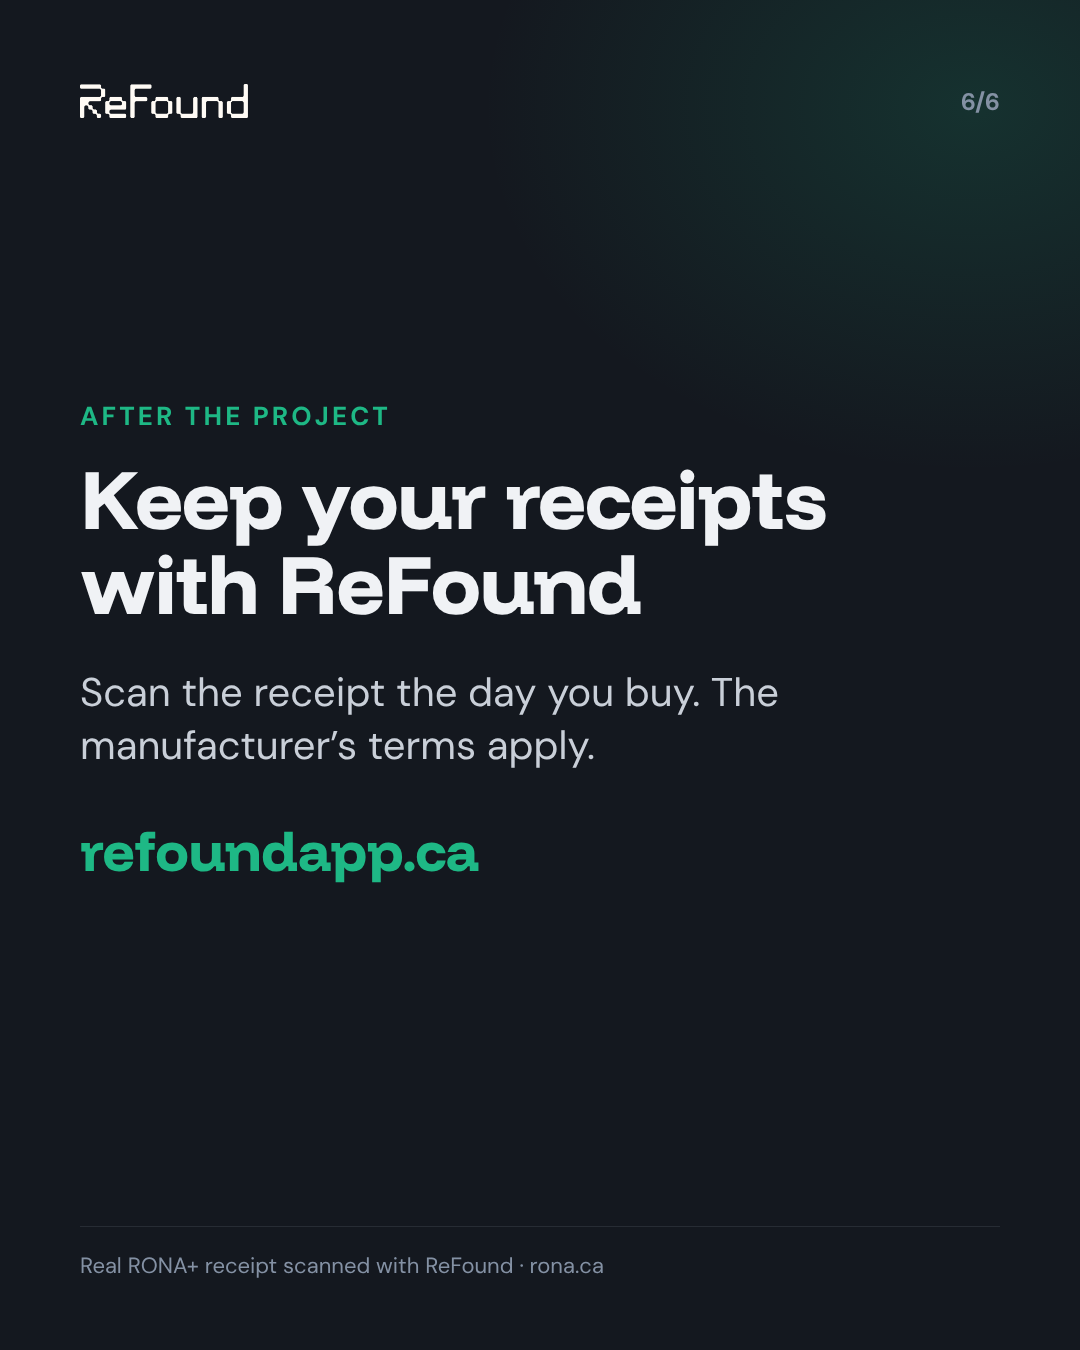 ReFound
6/6
AFTER THE PROJECT
Keep your receipts
with ReFound
Scan the receipt the day you buy. The
manufacturer’s terms apply.
refoundapp.ca
Real RONA+ receipt scanned with ReFound · rona.ca